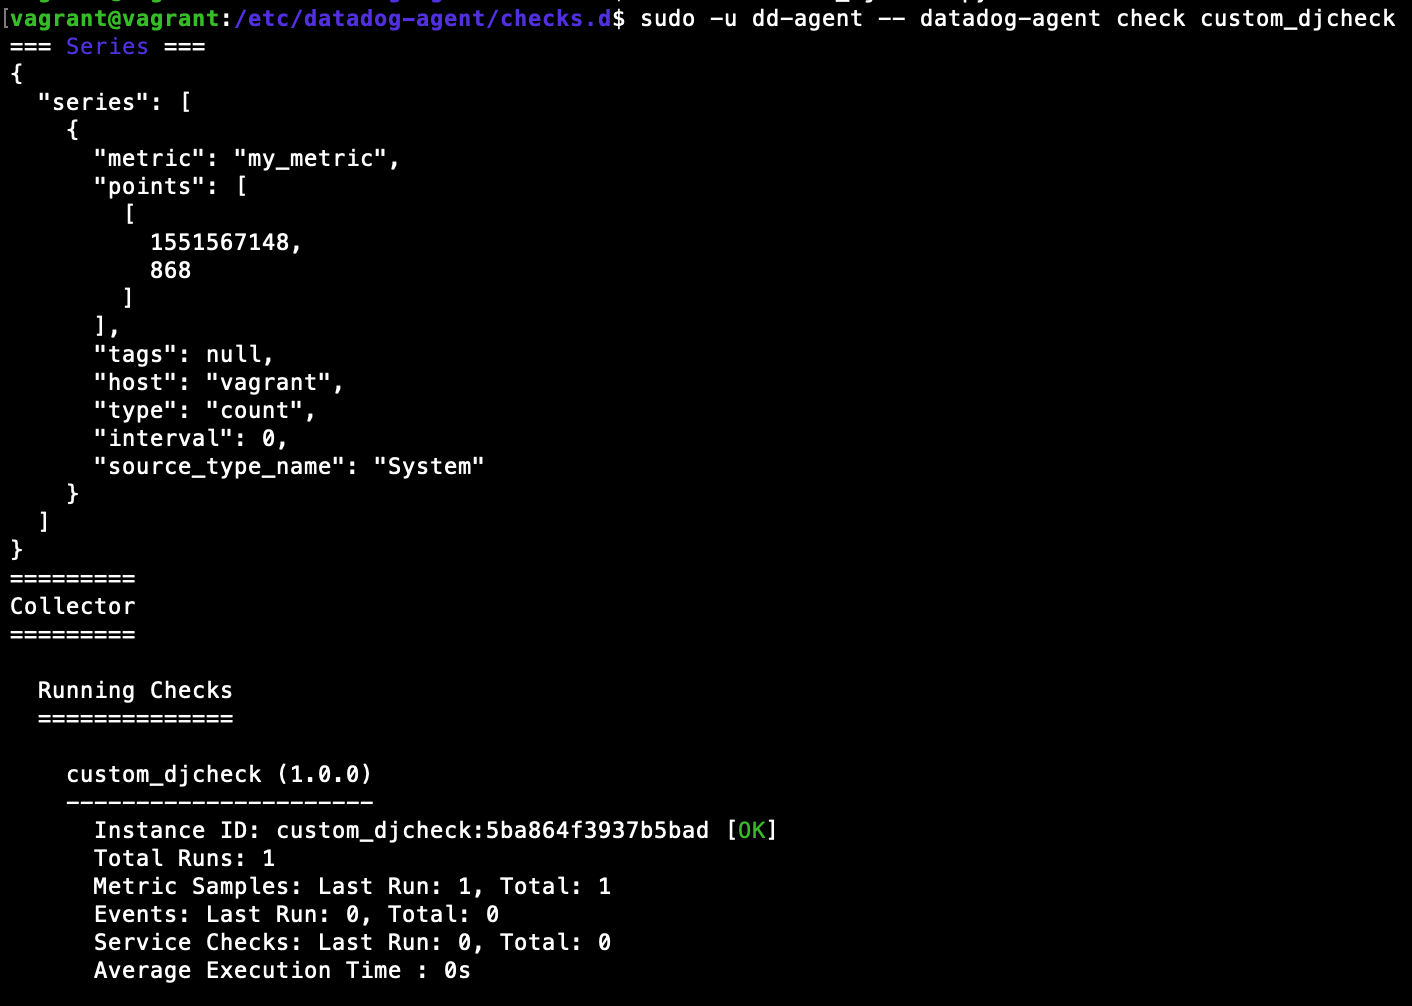 [vagrant@vagrant:/etc/datadog-agent/checks.d$ sudo -u dd-agent -- datadog-agent check custom_djcheck
=== Series ===
{
  "series": [
    {
      "metric": "my_metric",
      "points": [
        [
          1551567148,
          868
        ]
      ],
      "tags": null,
      "host": "vagrant",
      "type": "count",
      "interval": 0,
      "source_type_name": "System"
    }
  ]
}
=========
Collector
=========

  Running Checks
  ==============

    custom_djcheck (1.0.0)
    ----------------------
      Instance ID: custom_djcheck:5ba864f3937b5bad [OK]
      Total Runs: 1
      Metric Samples: Last Run: 1, Total: 1
      Events: Last Run: 0, Total: 0
      Service Checks: Last Run: 0, Total: 0
      Average Execution Time : 0s